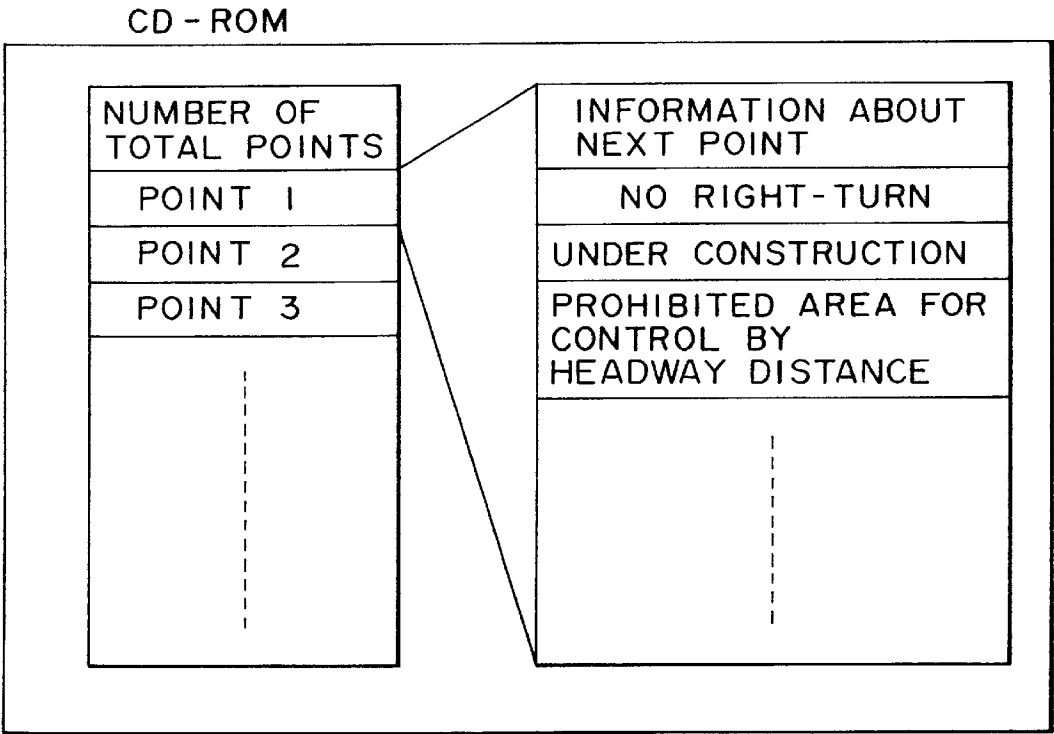 CD-ROM
NUMBER OF
TOTAL POINTS
POINT 1
POINT 2
POINT 3
INFORMATION ABOUT
NEXT POINT
NO RIGHT-TURN
UNDER CONSTRUCTION
PROHIBITED AREA FOR
CONTROL BY
HEADWAY DISTANCE